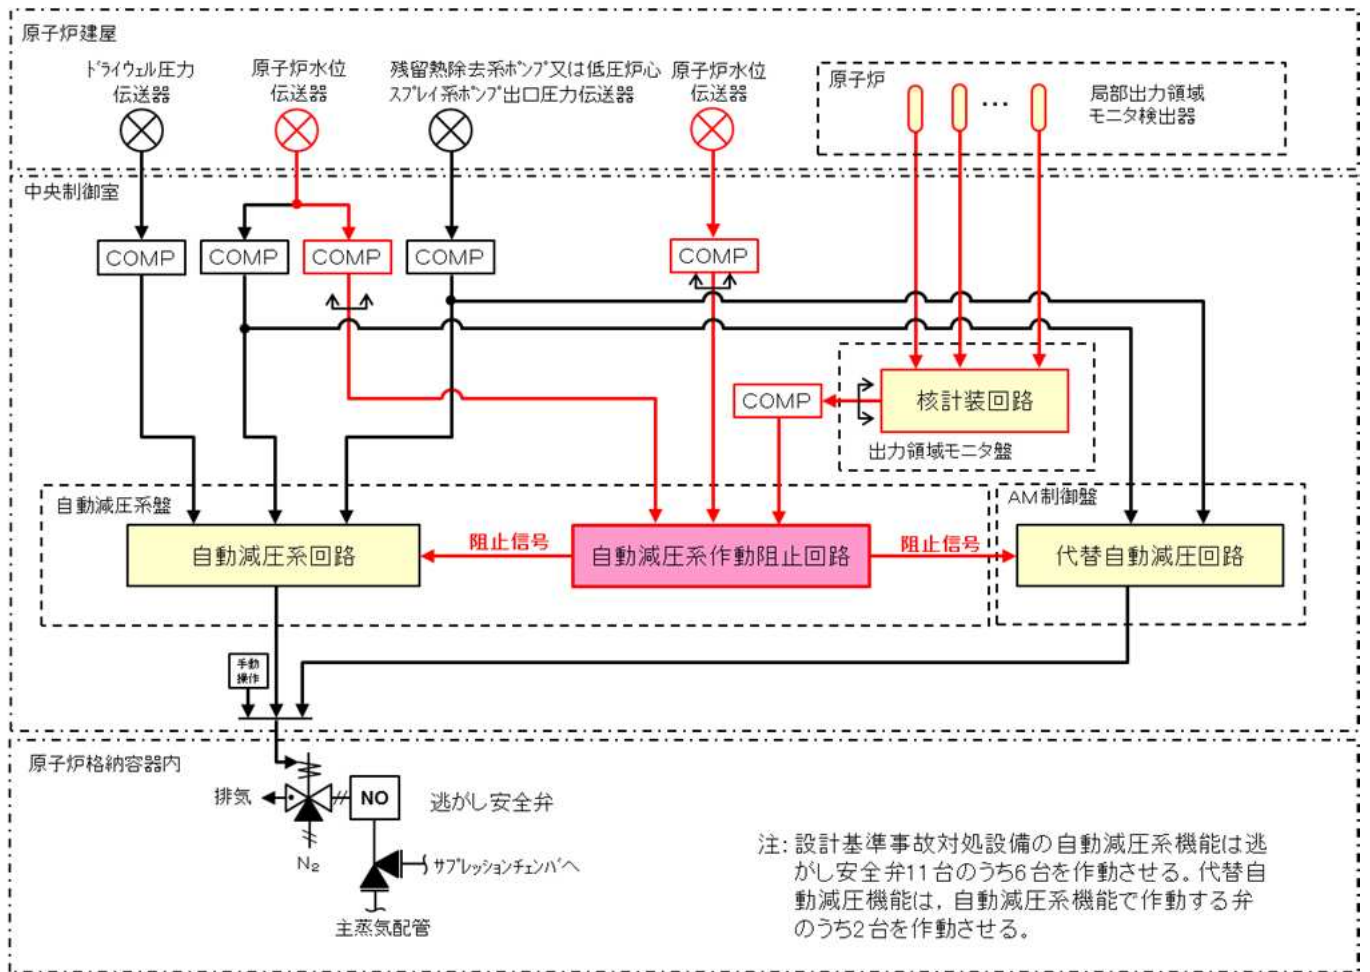 原子炉建屋
ドライウェル圧力
伝送器
原子炉水位
伝送器
残留熱除去系ポンプ又は低圧炉心
スプレイ系ポンプ出口圧力伝送器
原子炉水位
伝送器
原子炉
…
局部出力領域
モニタ検出器
中央制御室
COMP
COMP
COMP
COMP
COMP
COMP
核計装回路
出力領域モニタ盤
自動減圧系盤
AM制御盤
自動減圧系回路
阻止信号
自動減圧系作動阻止回路
阻止信号
代替自動減圧回路
手動
操作
原子炉格納容器内
排気
NO
逃がし安全弁
N₂
サプレッションチェンバへ
主蒸気配管
注: 設計基準事故対処設備の自動減圧系機能は逃
がし安全弁11台のうち6台を作動させる。代替自
動減圧機能は，自動減圧系機能で作動する弁
のうち2台を作動させる。